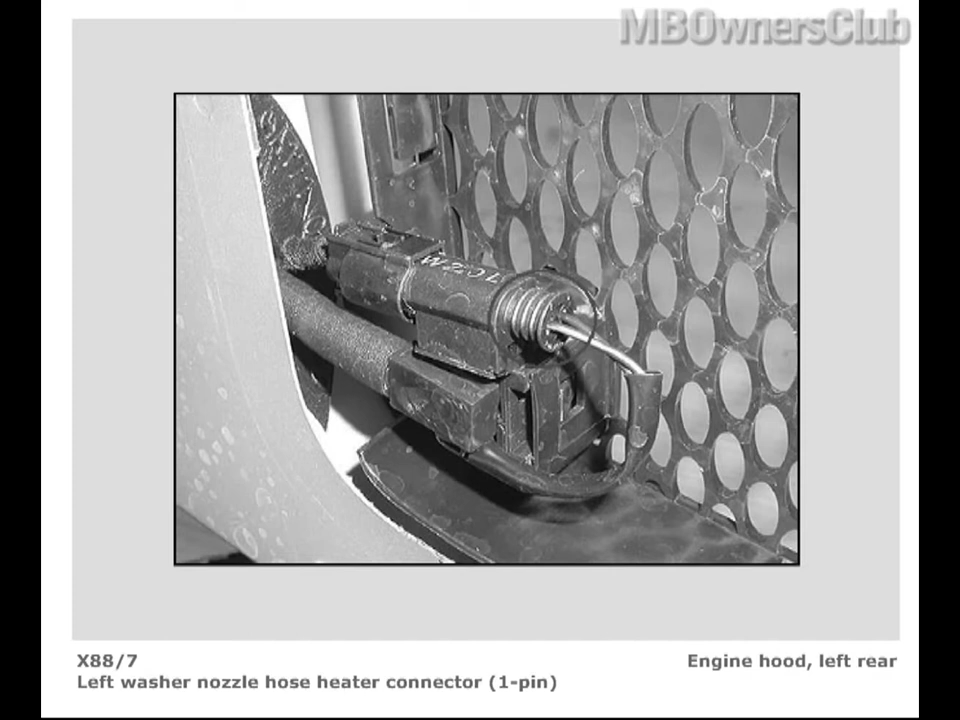 MBOwnersClub
X88/7
Engine hood, left rear
Left washer nozzle hose heater connector (1-pin)